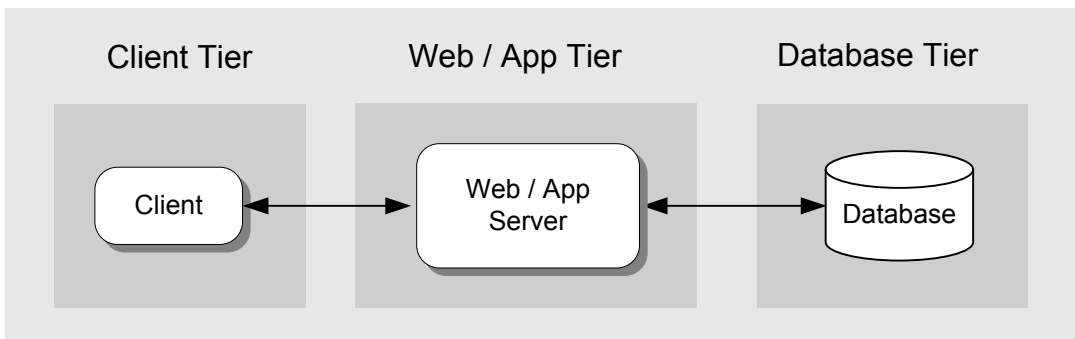 Client Tier
Web / App Tier
Database Tier
Client
Web / App
Server
Database